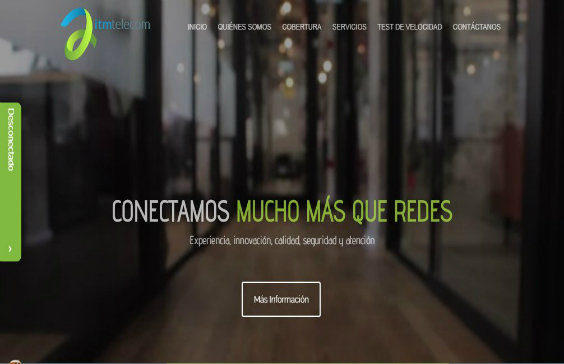 itmtelecom
INICIO QUIÉNES SOMOS COBERTURA SERVICIOS TEST DE VELOCIDAD CONTÁCTANOS
Desconectado
CONECTAMOS MUCHO MÁS QUE REDES
Experiencia, innovación, calidad, seguridad y atención
Más Información